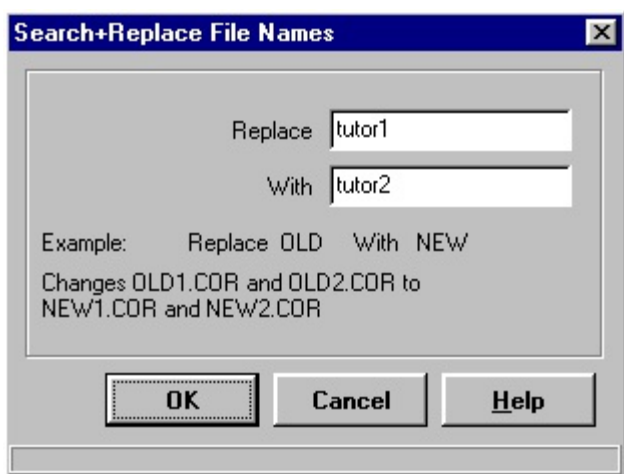 Search+Replace File Names
Replace tutor1
With tutor2
Example: Replace OLD With NEW
Changes OLD1.COR and OLD2.COR to
NEW1.COR and NEW2.COR
OK Cancel Help